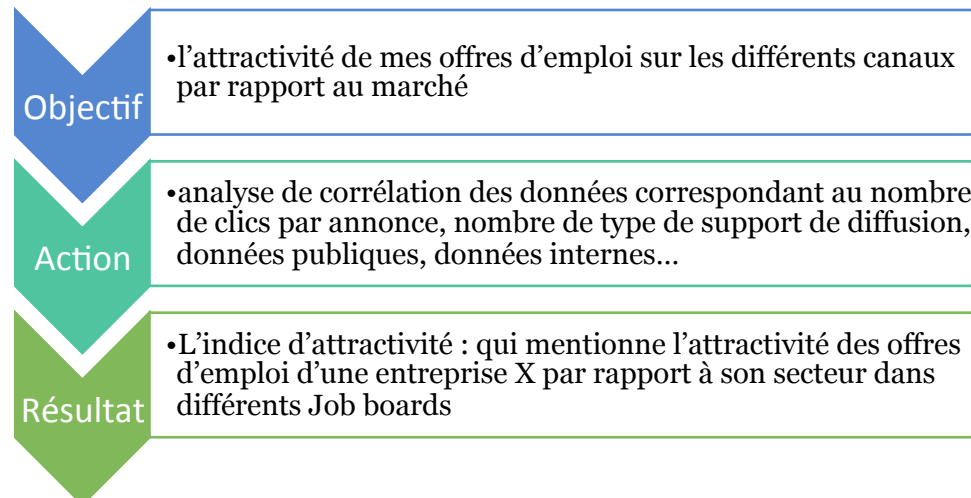 Objectif
•l’attractivité de mes offres d’emploi sur les différents canaux
par rapport au marché
Action
•analyse de corrélation des données correspondant au nombre
de clics par annonce, nombre de type de support de diffusion,
données publiques, données internes...
Résultat
•L’indice d’attractivité : qui mentionne l’attractivité des offres
d’emploi d’une entreprise X par rapport à son secteur dans
différents Job boards